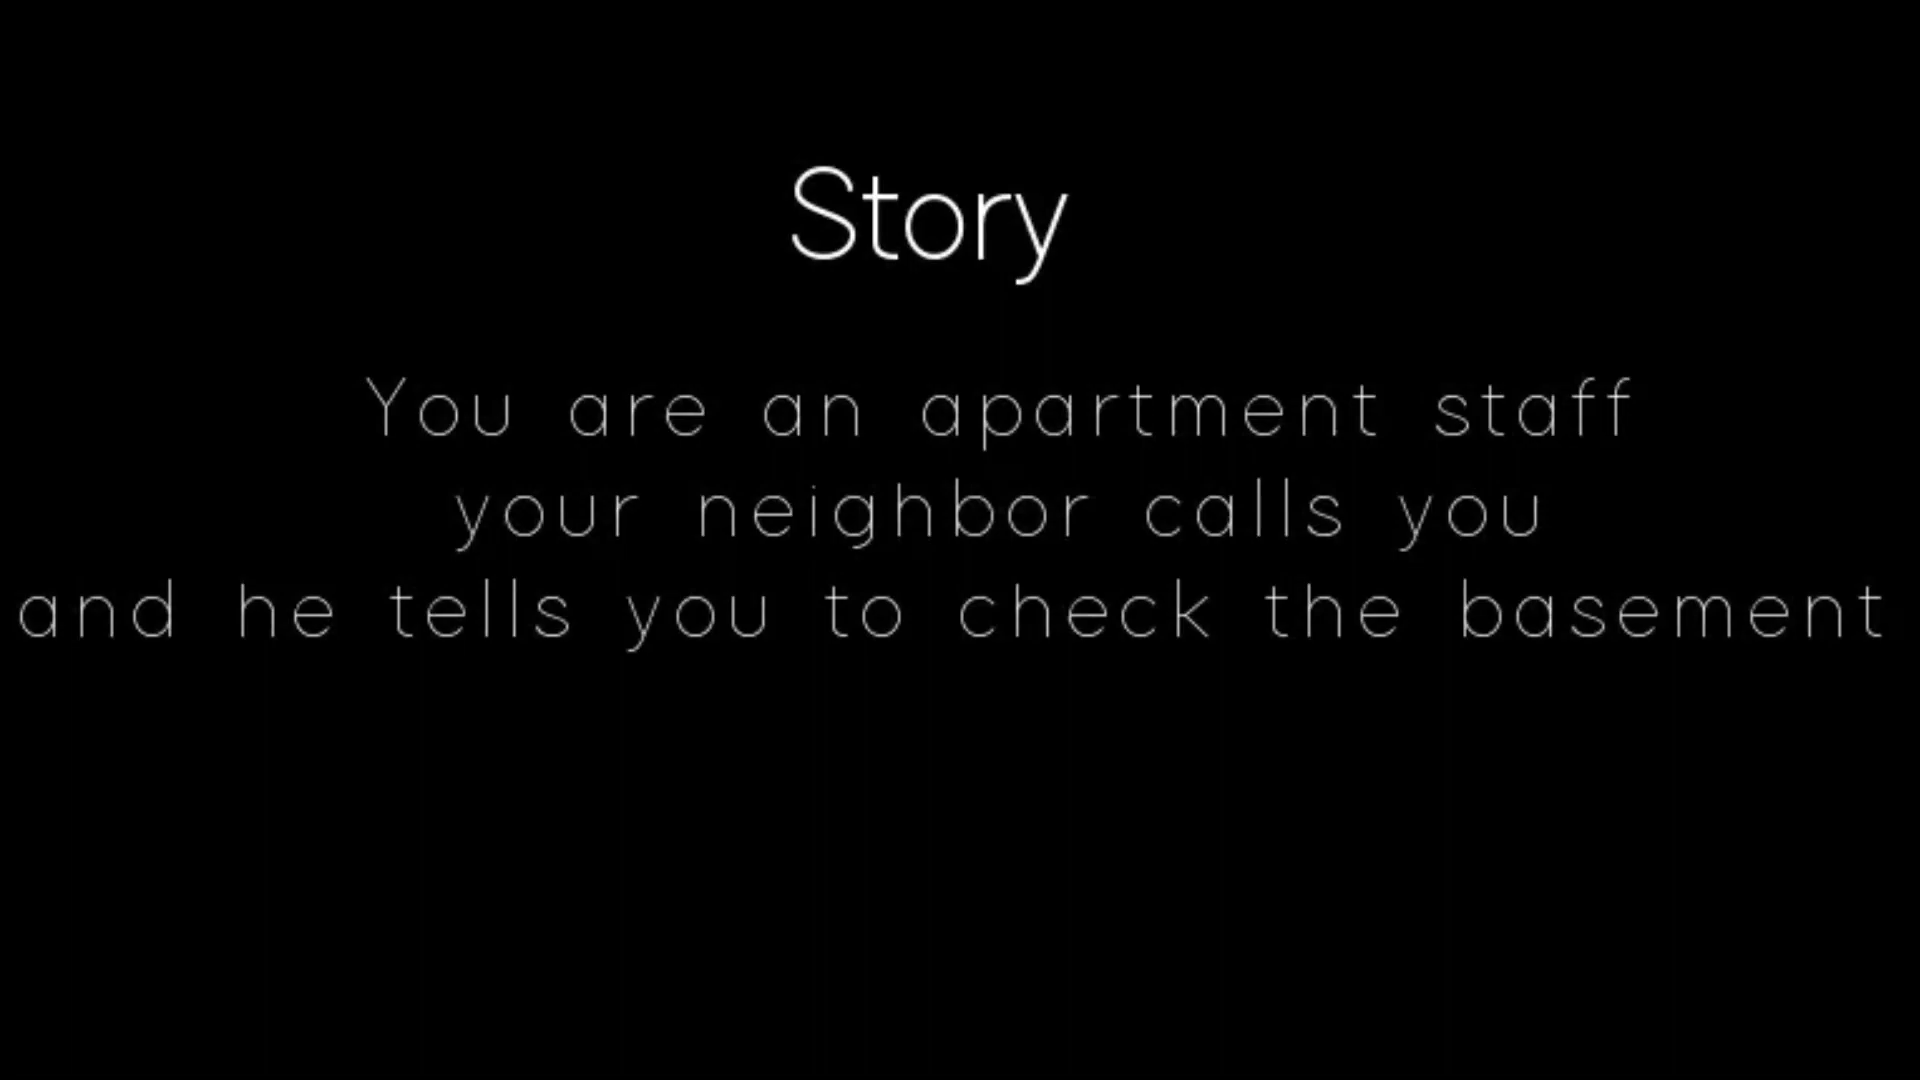 Story
You are an apartment staff
your neighbor calls you
and he tells you to check the basement